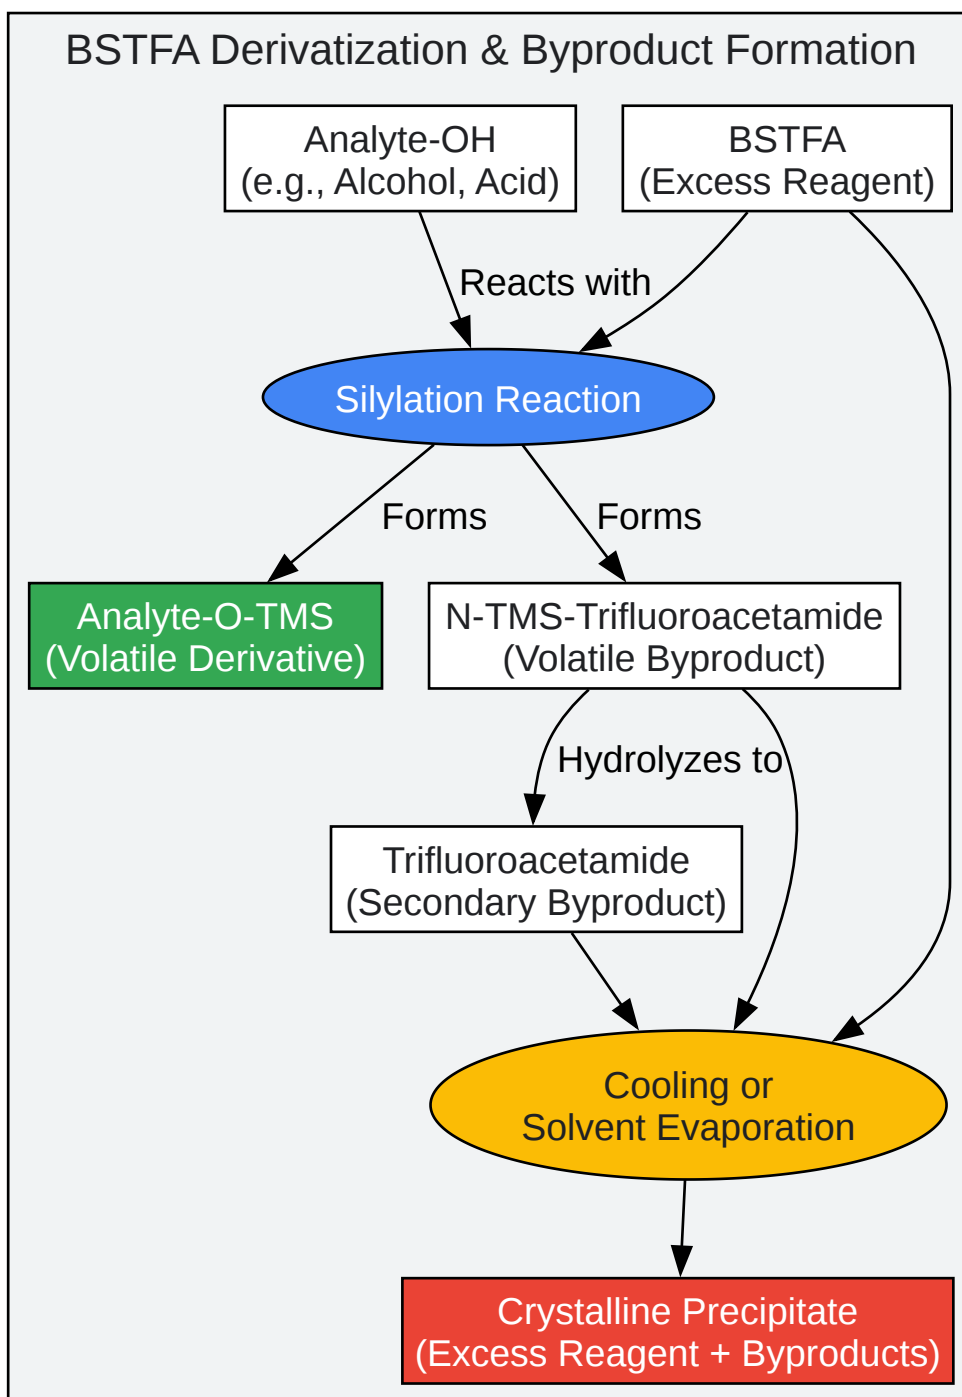 BSTFA Derivatization & Byproduct Formation
Analyte-OH
(e.g., Alcohol, Acid)
BSTFA
(Excess Reagent)
Reacts with
Silylation Reaction
Forms
Forms
Analyte-O-TMS
(Volatile Derivative)
N-TMS-Trifluoroacetamide
(Volatile Byproduct)
Hydrolyzes to
Trifluoroacetamide
(Secondary Byproduct)
Cooling or
Solvent Evaporation
Crystalline Precipitate
(Excess Reagent + Byproducts)